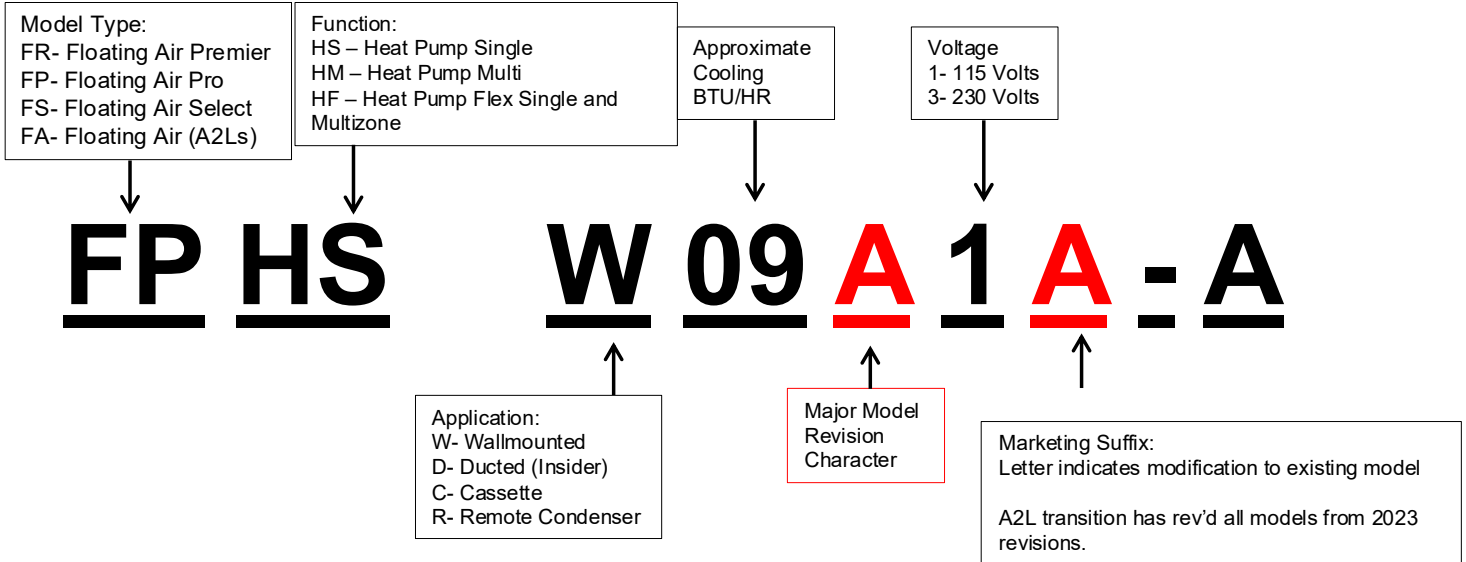 Model Type:
FR- Floating Air Premier
FP- Floating Air Pro
FS- Floating Air Select
FA- Floating Air (A2Ls)
Function:
HS – Heat Pump Single
HM – Heat Pump Multi
HF – Heat Pump Flex Single and
Multizone
Approximate
Cooling
BTU/HR
Voltage
1- 115 Volts
3- 230 Volts
FP HS W 09 A 1 A - A
Application:
W- Wallmounted
D- Ducted (Insider)
C- Cassette
R- Remote Condenser
Major Model
Revision
Character
Marketing Suffix:
Letter indicates modification to existing model
A2L transition has rev’d all models from 2023
revisions.